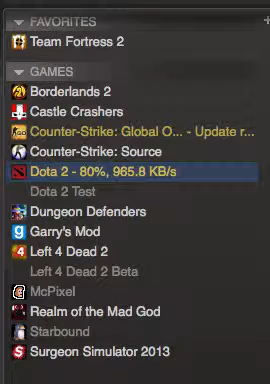 FAVORITES
Team Fortress 2
GAMES
Borderlands 2
Castle Crashers
Counter-Strike: Global O... - Update r...
Counter-Strike: Source
Dota 2 - 80%, 965.8 KB/s
Dota 2 Test
Dungeon Defenders
Garry's Mod
Left 4 Dead 2
Left 4 Dead 2 Beta
McPixel
Realm of the Mad God
Starbound
Surgeon Simulator 2013